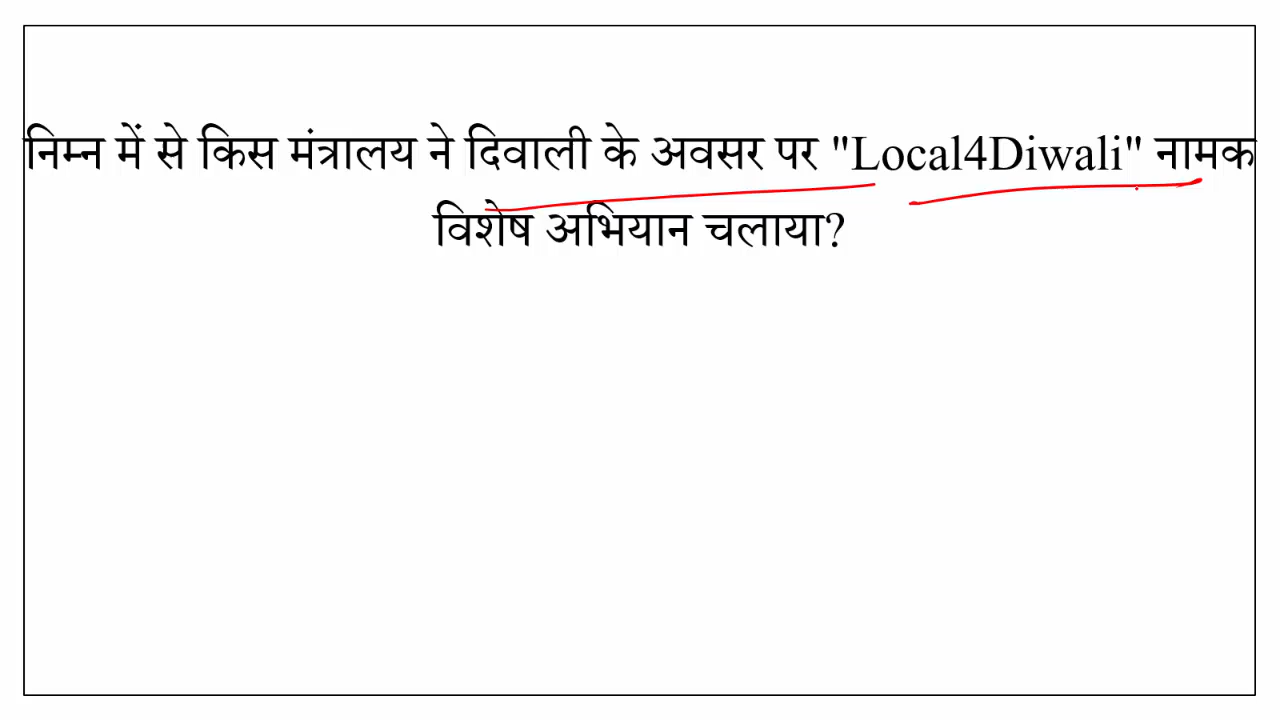 निम्न में से किस मंत्रालय ने दिवाली के अवसर पर "Local4Diwali" नामक
विशेष अभियान चलाया?